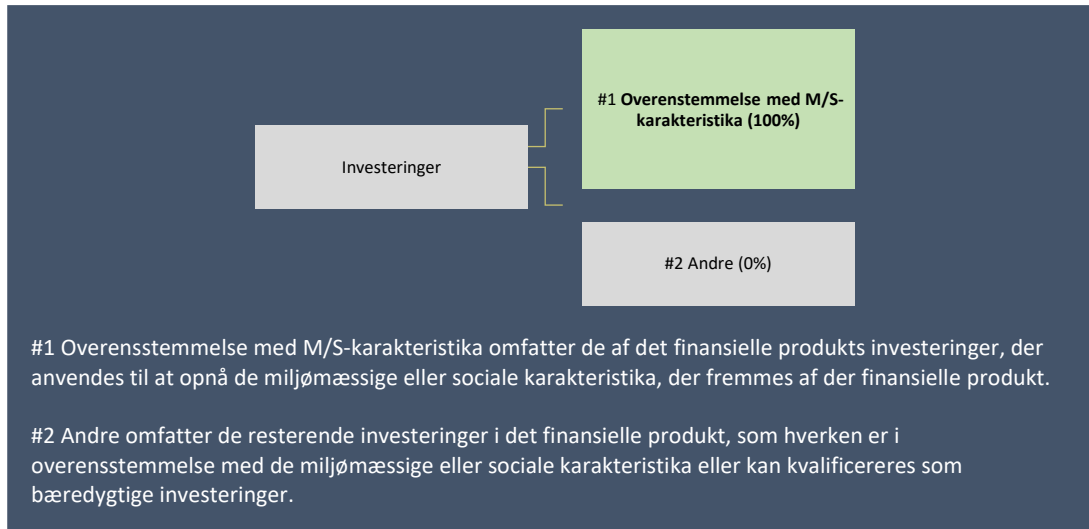 #1 Overenstemmelse med M/S-
karakteristika (100%)
Investeringer
#2 Andre (0%)
#1 Overensstemmelse med M/S-karakteristika omfatter de af det finansielle produkts investeringer, der
anvendes til at opnå de miljømæssige eller sociale karakteristika, der fremmes af der finansielle produkt.
#2 Andre omfatter de resterende investeringer i det finansielle produkt, som hverken er i
overensstemmelse med de miljømæssige eller sociale karakteristika eller kan kvalificereres som
bæredygtige investeringer.